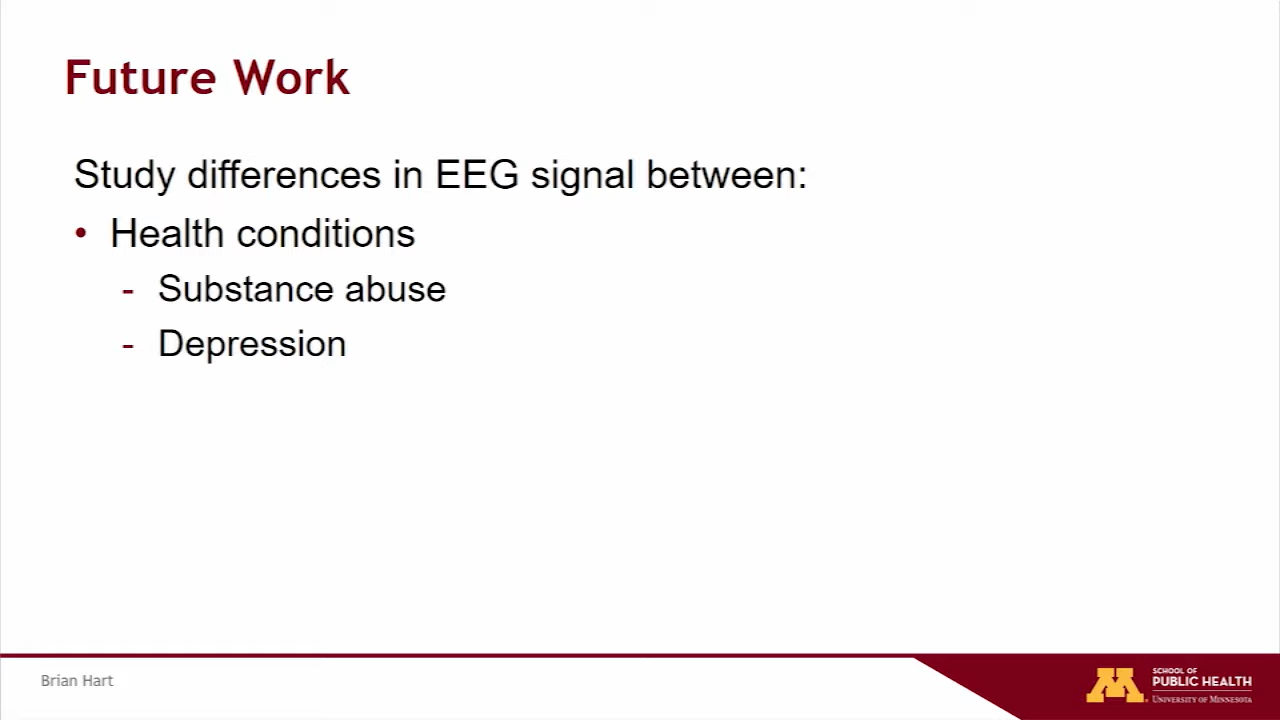 Future Work
Study differences in EEG signal between:
• Health conditions
- Substance abuse
- Depression
Brian Hart
M
SCHOOL OF
PUBLIC HEALTH
UNIVERSITY OF MINNESOTA